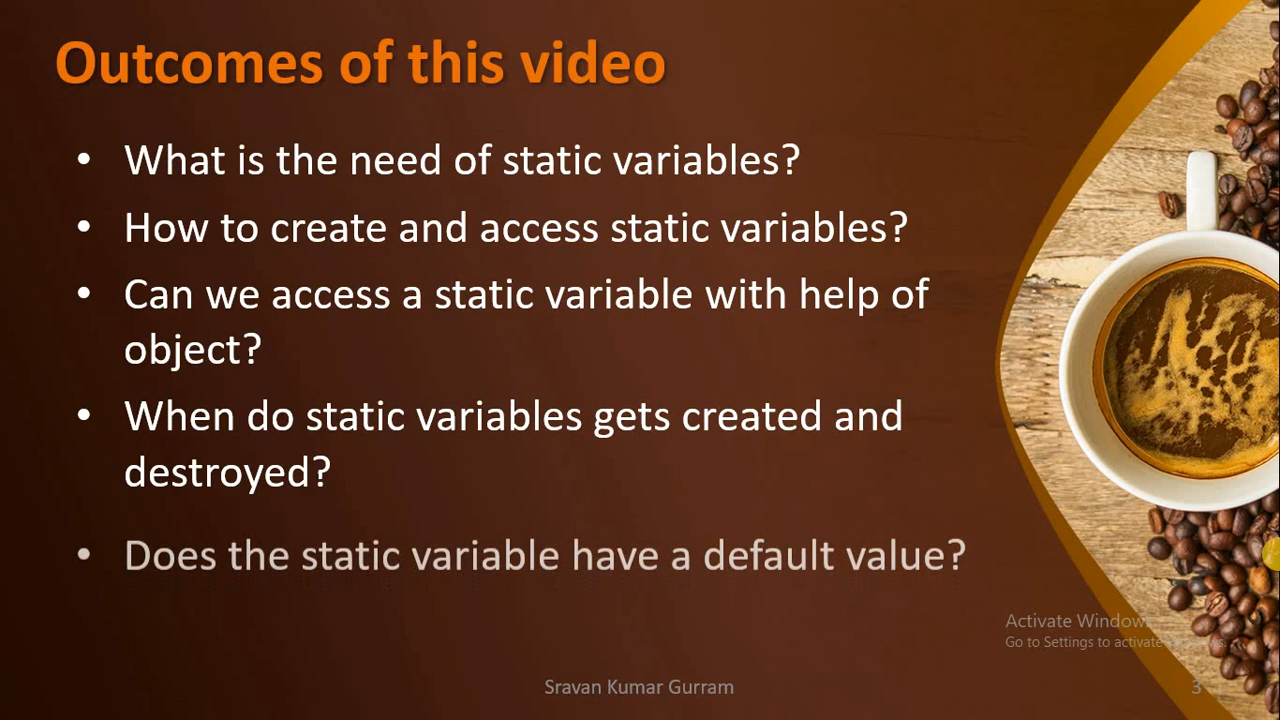 Outcomes of this video
• What is the need of static variables?
• How to create and access static variables?
• Can we access a static variable with help of
object?
• When do static variables gets created and
destroyed?
• Does the static variable have a default value?
Activate Windows
Go to Settings to activate Windows.
Sravan Kumar Gurram
3